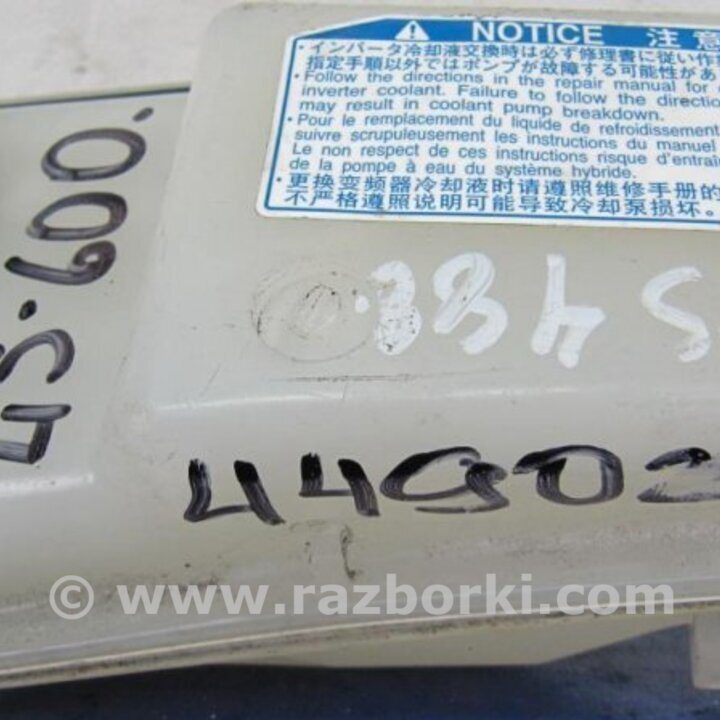 NOTICE 注意
・インバータ冷却液交換時は必ず修理書に従い作
指定手順以外ではポンプが故障する可能性があ
・Follow the directions in the repair manual for
inverter coolant. Failure to follow the direction
may result in coolant pump breakdown.
・Pour le remplacement du liquide de refroidissement
suivre scrupuleusement les instructions du manuel
Le non respect de ces instructions risque d'entraî
de la pompe à eau du système hybride.
・更换变频器冷却液时请遵照维修手册的
不严格遵照说明可能导致冷却泵损坏。
45.600.
S 488
44902
© www.razborki.com